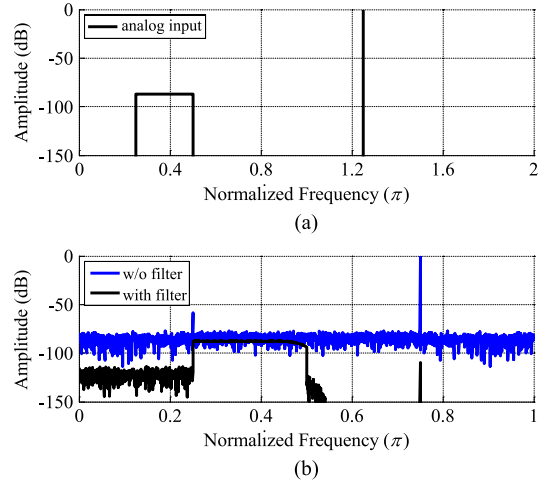 0
-50
-100
-150
Amplitude (dB)
analog input
0 0.4 0.8 1.2 1.6 2
Normalized Frequency (π)
(a)
0
-50
-100
-150
Amplitude (dB)
w/o filter
with filter
0 0.2 0.4 0.6 0.8 1
Normalized Frequency (π)
(b)